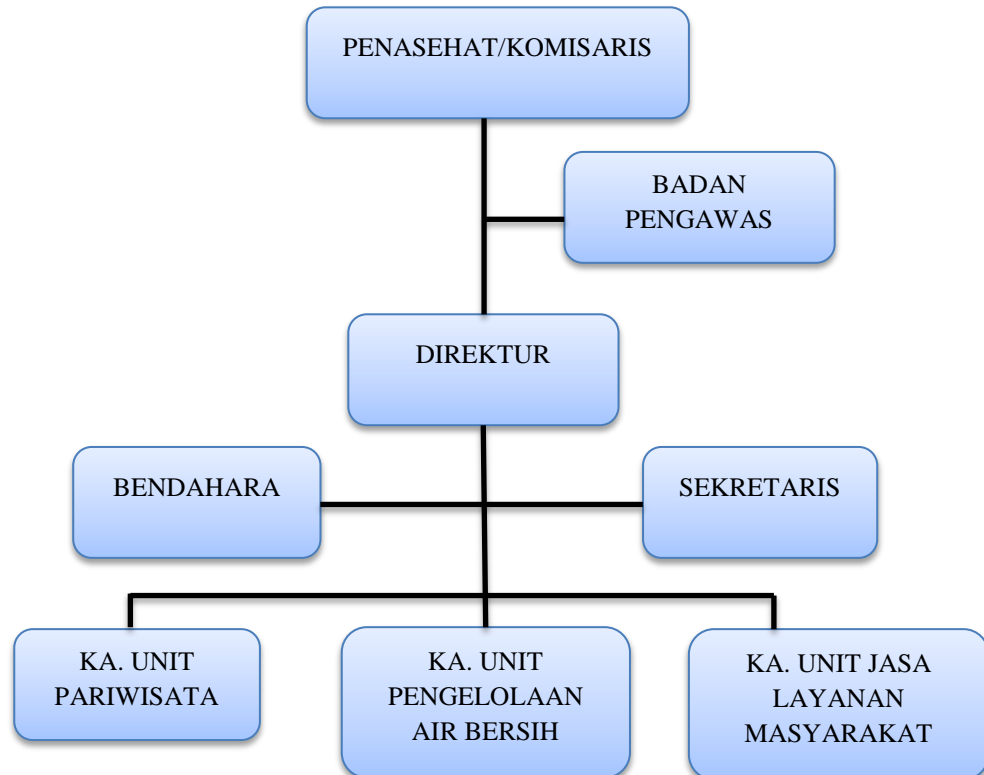 PENASEHAT/KOMISARIS
BADAN
PENGAWAS
DIREKTUR
BENDAHARA
SEKRETARIS
KA. UNIT
PARIWISATA
KA. UNIT
PENGELOLAAN
AIR BERSIH
KA. UNIT JASA
LAYANAN
MASYARAKAT